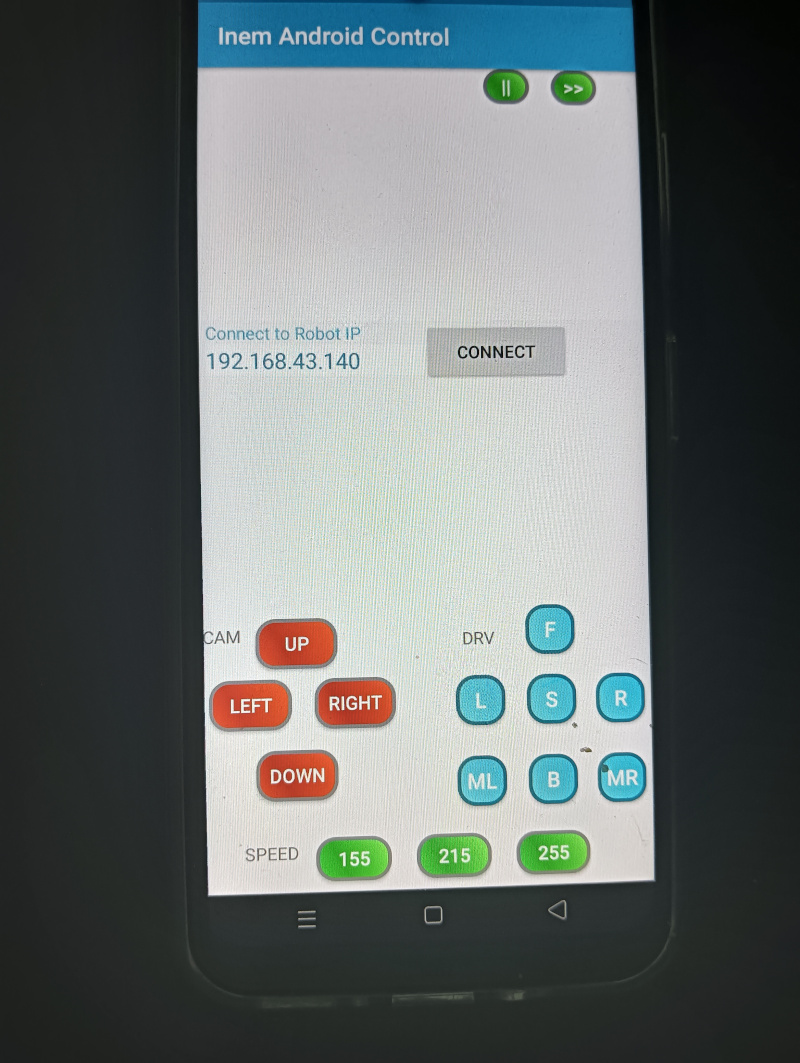 Inem Android Control
|| >>
Connect to Robot IP
192.168.43.140 CONNECT
CAM UP DRV F
LEFT RIGHT L S R
DOWN ML B MR
SPEED 155 215 255